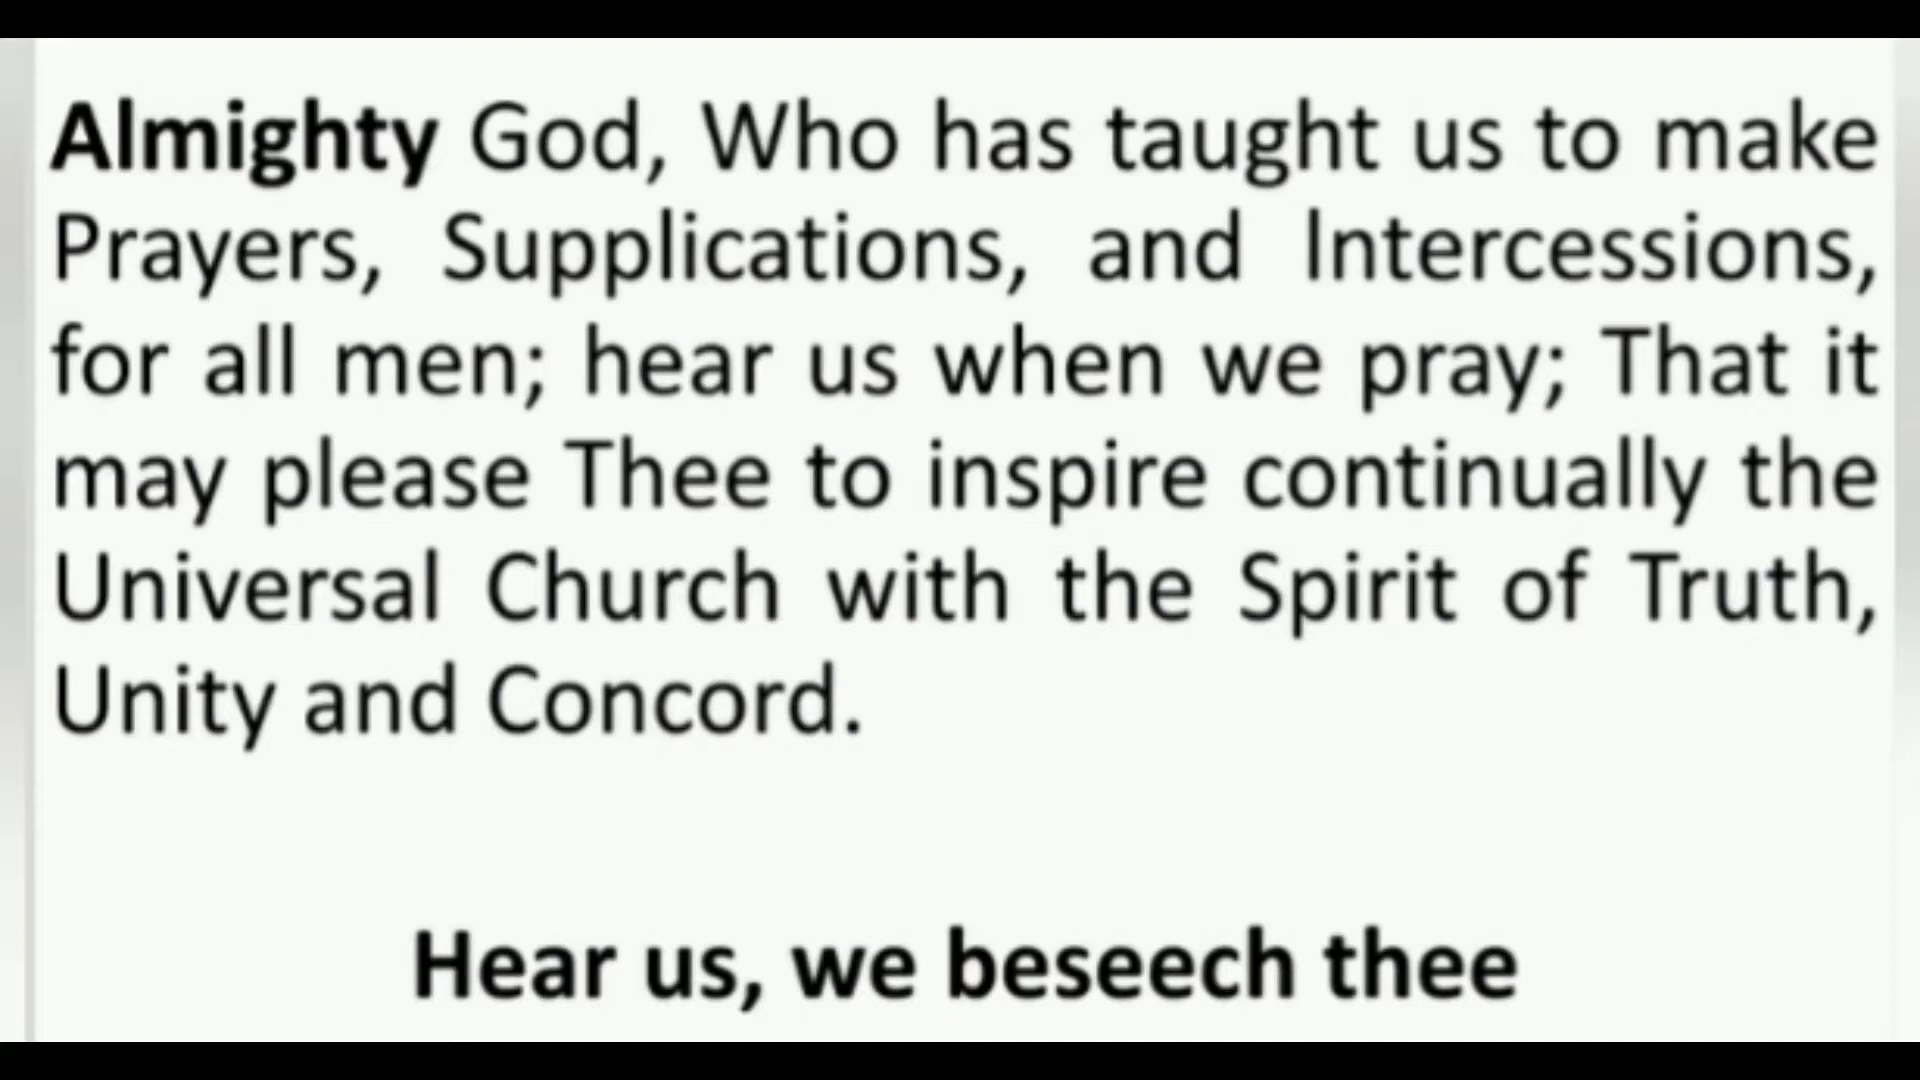 Almighty God, Who has taught us to make
Prayers, Supplications, and Intercessions,
for all men; hear us when we pray; That it
may please Thee to inspire continually the
Universal Church with the Spirit of Truth,
Unity and Concord.
Hear us, we beseech thee